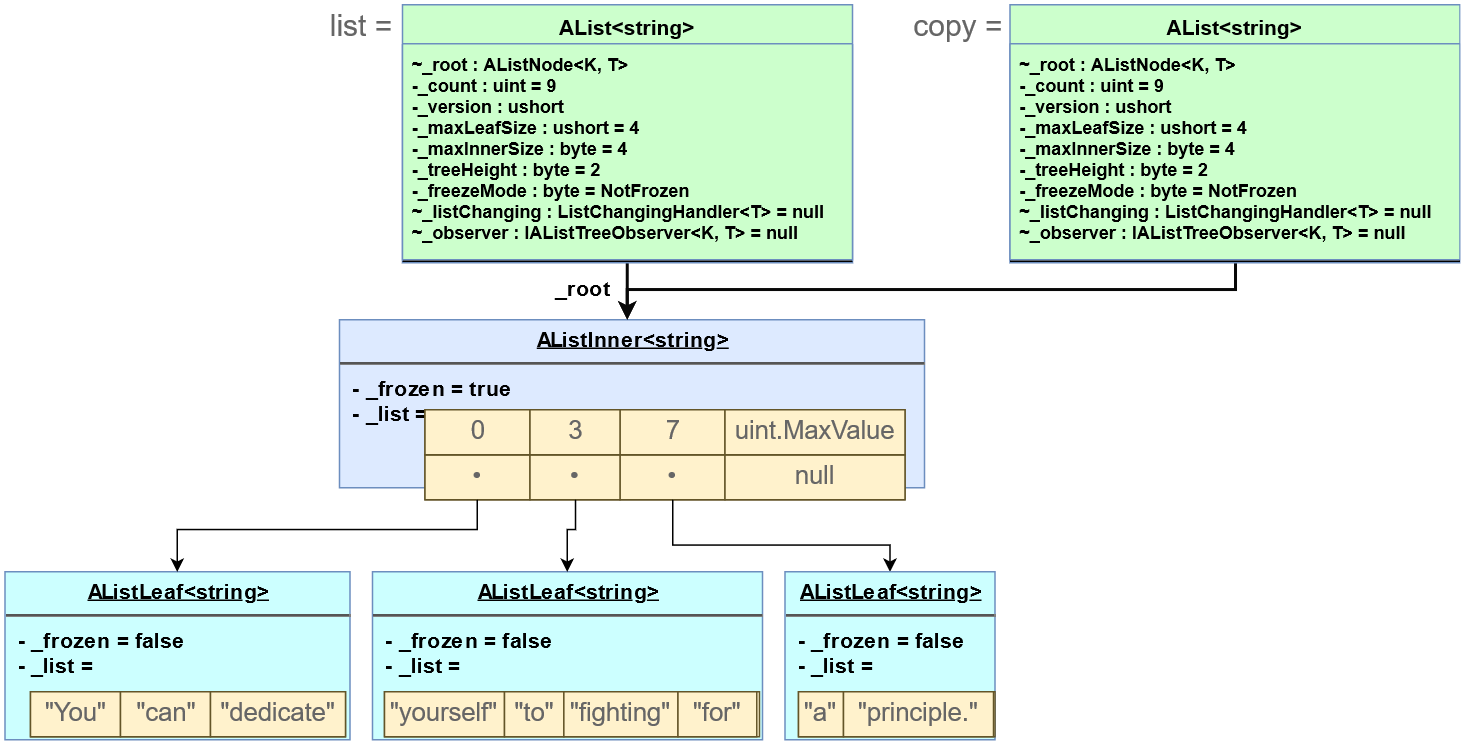 list =
AList<string>
~_root : AListNode<K, T>
-_count : uint = 9
-_version : ushort
-_maxLeafSize : ushort = 4
-_maxInnerSize : byte = 4
-_treeHeight : byte = 2
-_freezeMode : byte = NotFrozen
~_listChanging : ListChangingHandler<T> = null
~_observer : IAListTreeObserver<K, T> = null
copy =
AList<string>
~_root : AListNode<K, T>
-_count : uint = 9
-_version : ushort
-_maxLeafSize : ushort = 4
-_maxInnerSize : byte = 4
-_treeHeight : byte = 2
-_freezeMode : byte = NotFrozen
~_listChanging : ListChangingHandler<T> = null
~_observer : IAListTreeObserver<K, T> = null
_root
AListInner<string>
- _frozen = true
- _list =
0 3 7 uint.MaxValue
• • • null
AListLeaf<string>
- _frozen = false
- _list =
"You" "can" "dedicate"
AListLeaf<string>
- _frozen = false
- _list =
"yourself" "to" "fighting" "for"
AListLeaf<string>
- _frozen = false
- _list =
"a" "principle."